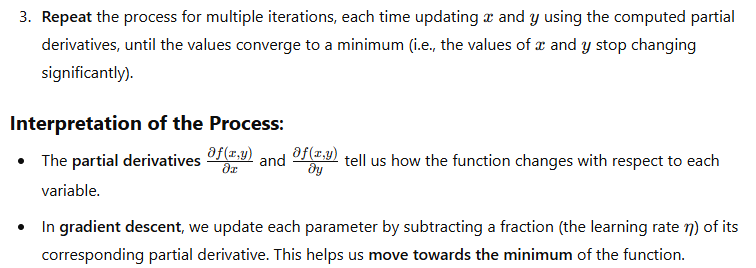 3. Repeat the process for multiple iterations, each time updating x and y using the computed partial
derivatives, until the values converge to a minimum (i.e., the values of x and y stop changing
significantly).
Interpretation of the Process:
• The partial derivatives ∂f(x,y)/∂x and ∂f(x,y)/∂y tell us how the function changes with respect to each
variable.
• In gradient descent, we update each parameter by subtracting a fraction (the learning rate η) of its
corresponding partial derivative. This helps us move towards the minimum of the function.